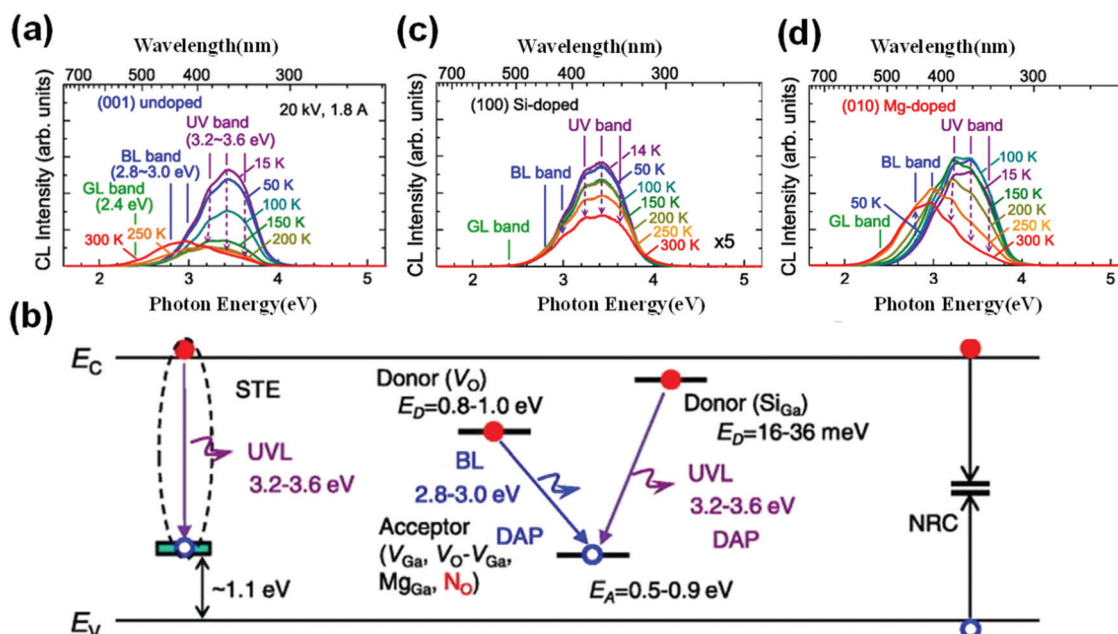 (a)
Wavelength(nm)
700 500 400 300
CL Intensity (arb. units)
(001) undoped
20 kV, 1.8 A
UV band
(3.2~3.6 eV)
BL band
(2.8~3.0 eV)
GL band
(2.4 eV)
15 K
50 K
100 K
150 K
200 K
250 K
300 K
2 3 4 5
Photon Energy(eV)
(c)
Wavelength(nm)
700 500 400 300
CL Intensity (arb. units)
(100) Si-doped
UV band
BL band
GL band
14 K
50 K
100 K
150 K
200 K
250 K
300 K
x5
2 3 4 5
Photon Energy(eV)
(d)
Wavelength(nm)
700 500 400 300
CL Intensity (arb. units)
(010) Mg-doped
UV band
BL band
50 K
GL band
100 K
15 K
150 K
200 K
250 K
300 K
2 3 4 5
Photon Energy(eV)
(b)
EC
STE
UVL
3.2-3.6 eV
~1.1 eV
Donor (VO)
ED=0.8-1.0 eV
BL
2.8-3.0 eV
DAP
Acceptor
(VGa, VO-VGa,
MgGa, NO)
Donor (SiGa)
ED=16-36 meV
UVL
3.2-3.6 eV
DAP
EA=0.5-0.9 eV
NRC
EV